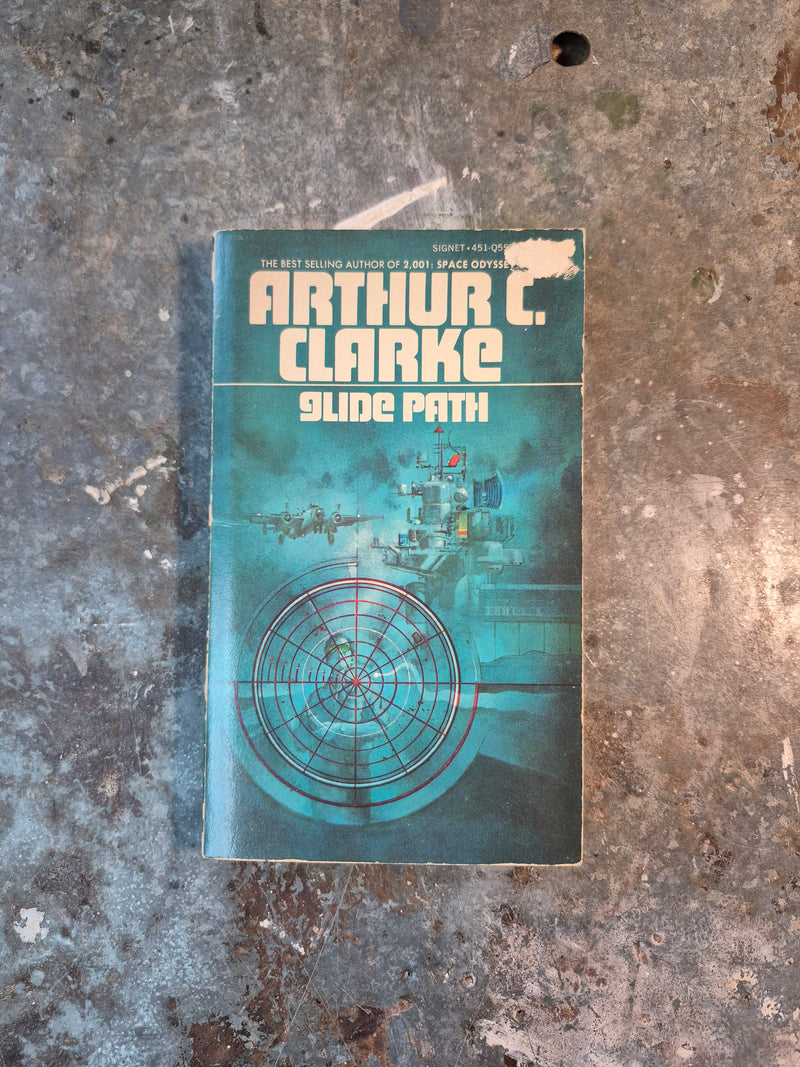 SIGNET • 451-Q55
THE BEST SELLING AUTHOR OF 2,001: SPACE ODYSSEY
ARTHUR C.
CLARKE
GLIDE PATH